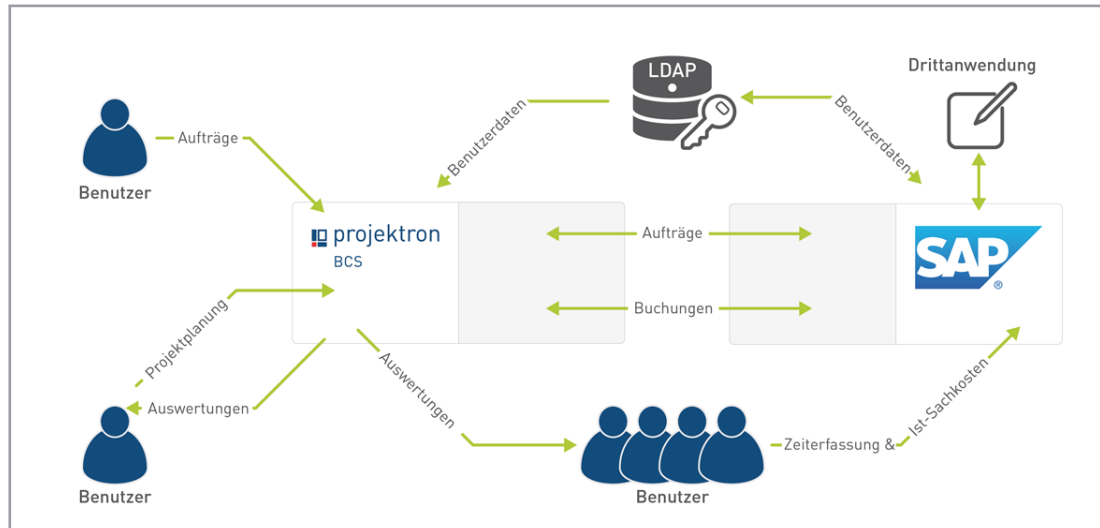 LDAP
Drittanwendung
Aufträge
Benutzerdaten
Benutzerdaten
Benutzer
projektron
BCS
Aufträge
SAP
®
Buchungen
Projektplanung
Auswertungen
Auswertungen
Ist-Sachkosten
Zeiterfassung &
Benutzer
Benutzer